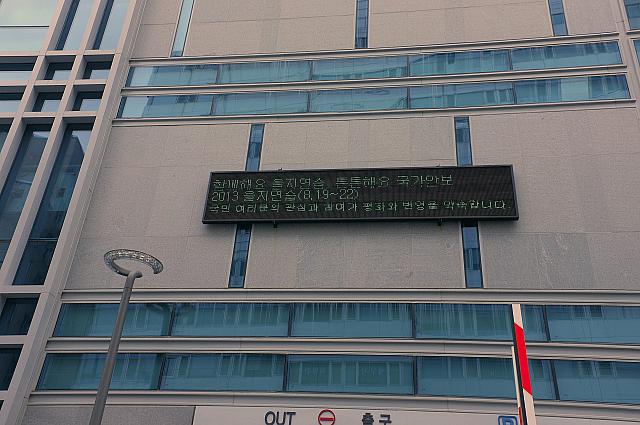 함께해요 을지연습, 튼튼해요 국가안보
2013 을지연습(8.19~22)
국민 여러분의 관심과 참여가 평화와 번영을 약속합니다.
OUT 출구
P